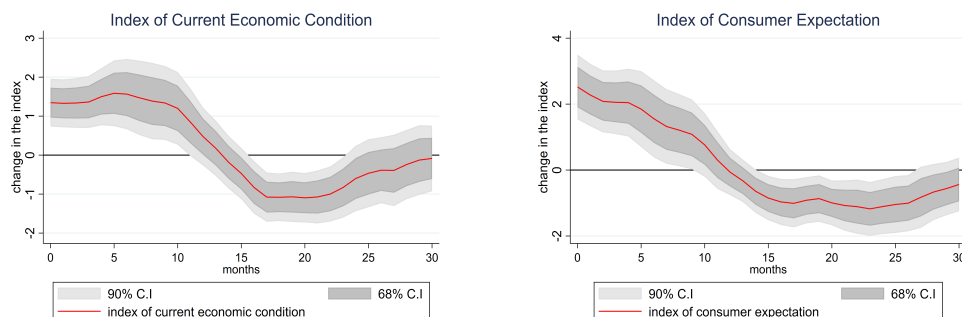 Index of Current Economic Condition
change in the index
3
2
1
0
-1
-2
0 5 10 15 20 25 30
months
90% C.I 68% C.I
index of current economic condition
Index of Consumer Expectation
change in the index
4
2
0
-2
0 5 10 15 20 25 30
months
90% C.I 68% C.I
index of consumer expectation